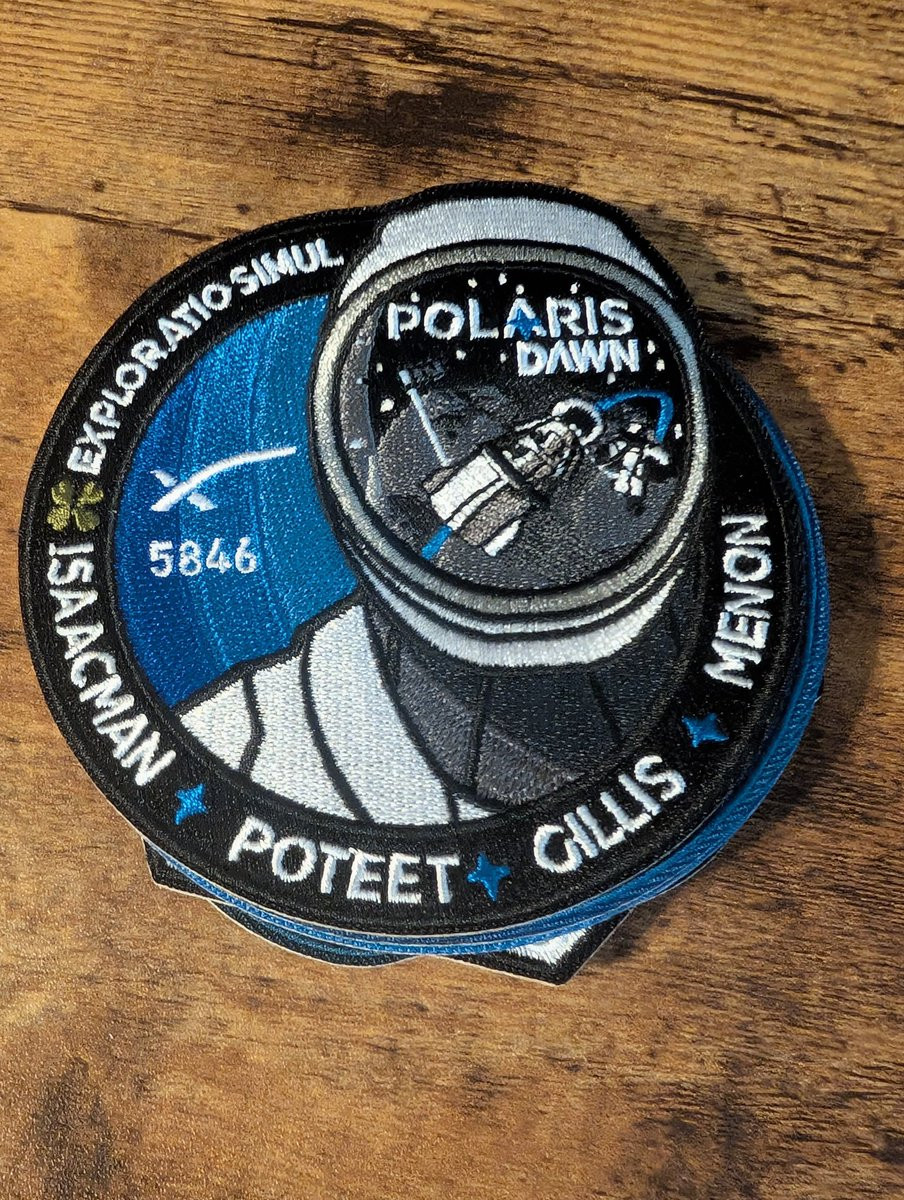 EXPLORATIO·SIMUL
POLARIS
DAWN
5846
ISAACMAN
POTEET
GILLIS
MENON